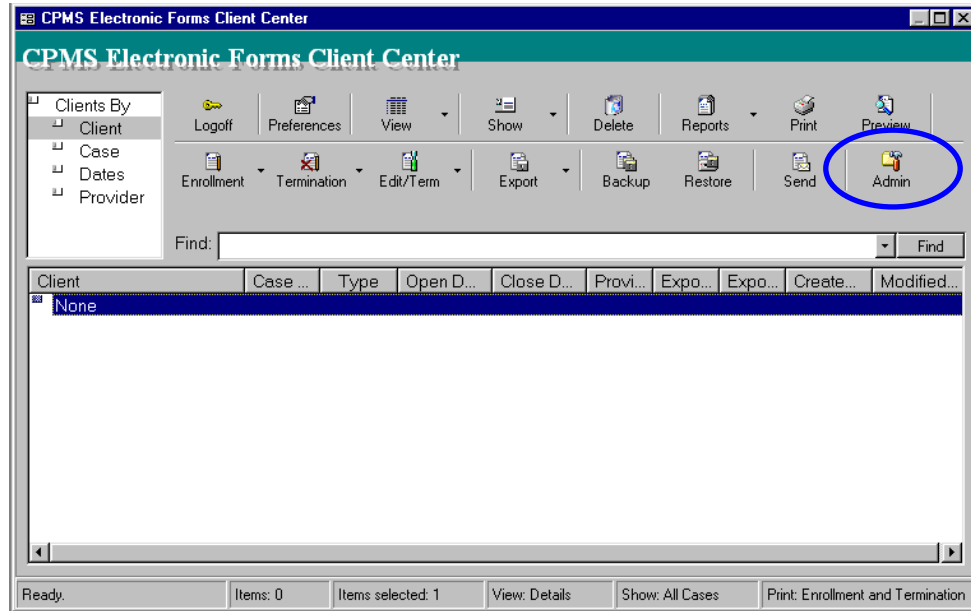 CPMS Electronic Forms Client Center
CPMS Electronic Forms Client Center
Clients By
Client
Case
Dates
Provider
Logoff Preferences View Show Delete Reports Print Preview
Enrollment Termination Edit/Term Export Backup Restore Send Admin
Find: Find
Client Case ... Type Open D... Close D... Provi... Expo... Expo... Create... Modified...
None
Ready. Items: 0 Items selected: 1 View: Details Show: All Cases Print: Enrollment and Termination